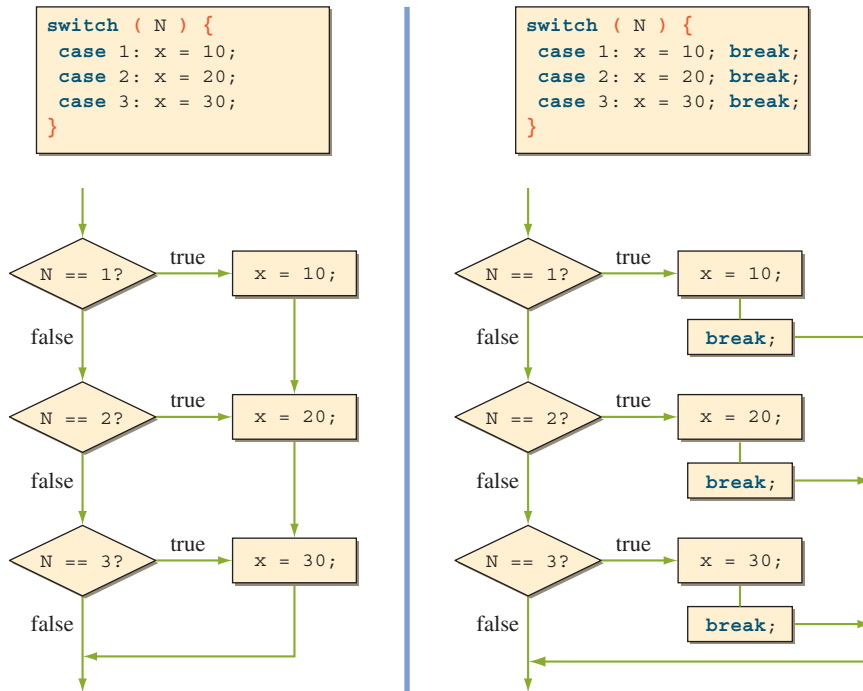 switch ( N ) {
case 1: x = 10;
case 2: x = 20;
case 3: x = 30;
}
N == 1?
true
x = 10;
false
N == 2?
true
x = 20;
false
N == 3?
true
x = 30;
false
switch ( N ) {
case 1: x = 10; break;
case 2: x = 20; break;
case 3: x = 30; break;
}
N == 1?
true
x = 10;
break;
false
N == 2?
true
x = 20;
break;
false
N == 3?
true
x = 30;
break;
false